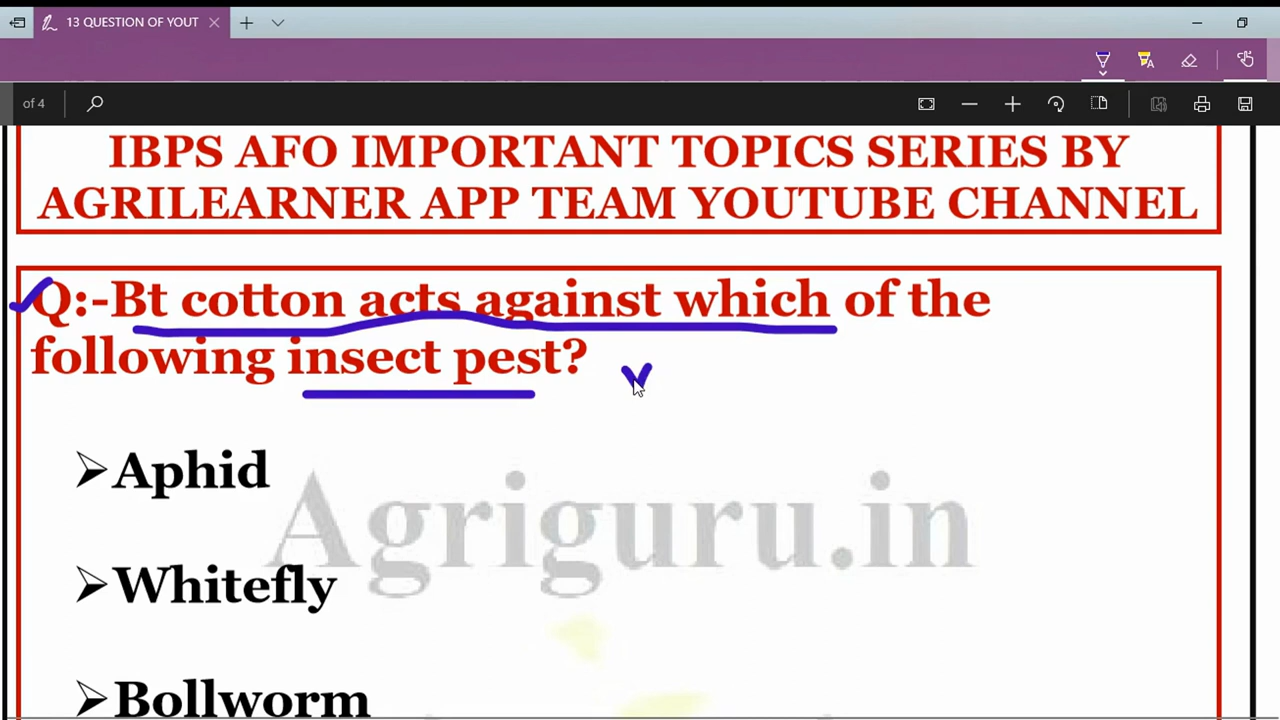 13 QUESTION OF YOUT
of 4
IBPS AFO IMPORTANT TOPICS SERIES BY
AGRILEARNER APP TEAM YOUTUBE CHANNEL
Q:-Bt cotton acts against which of the
following insect pest?
Aphid
Agriguru.in
Whitefly
Bollworm